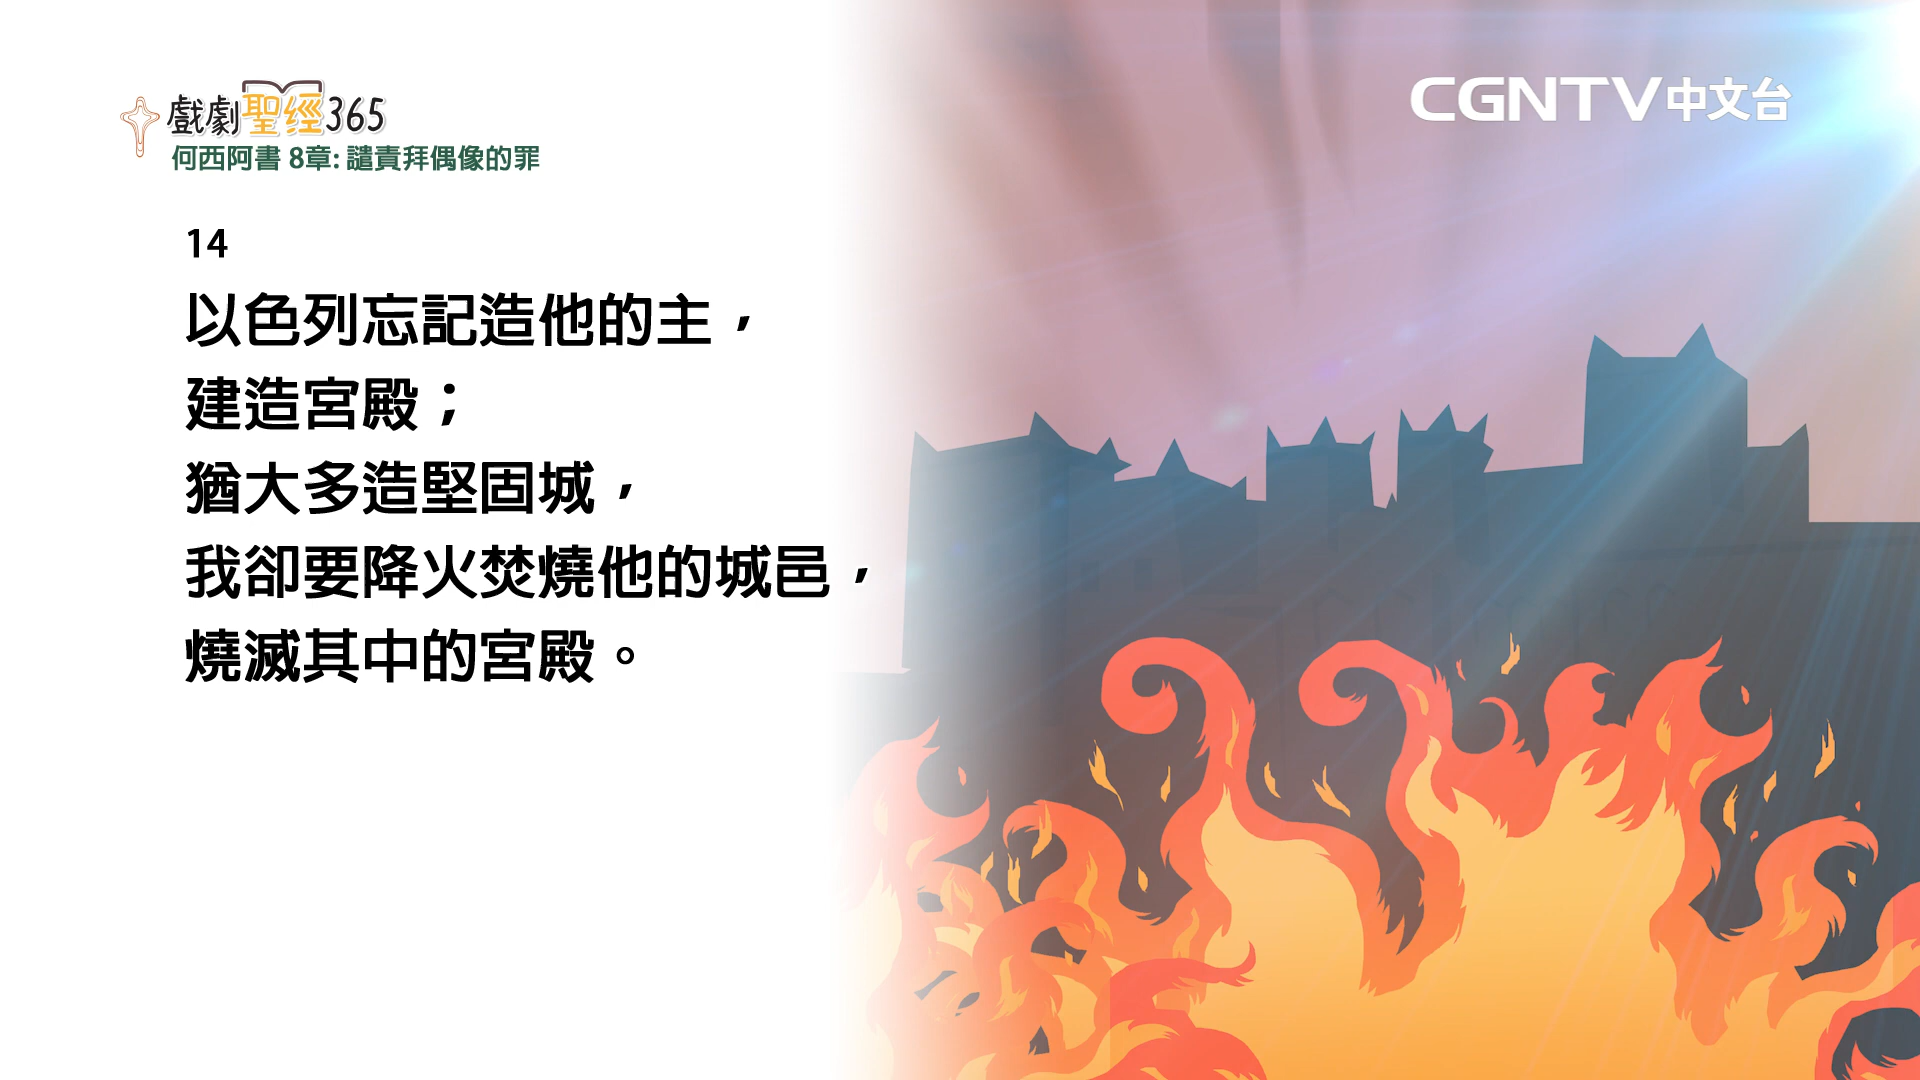 戲劇聖經365
CGNTV中文台
何西阿書 8章: 譴責拜偶像的罪
14
以色列忘記造他的主，
建造宮殿；
猶大多造堅固城，
我卻要降火焚燒他的城邑，
燒滅其中的宮殿。